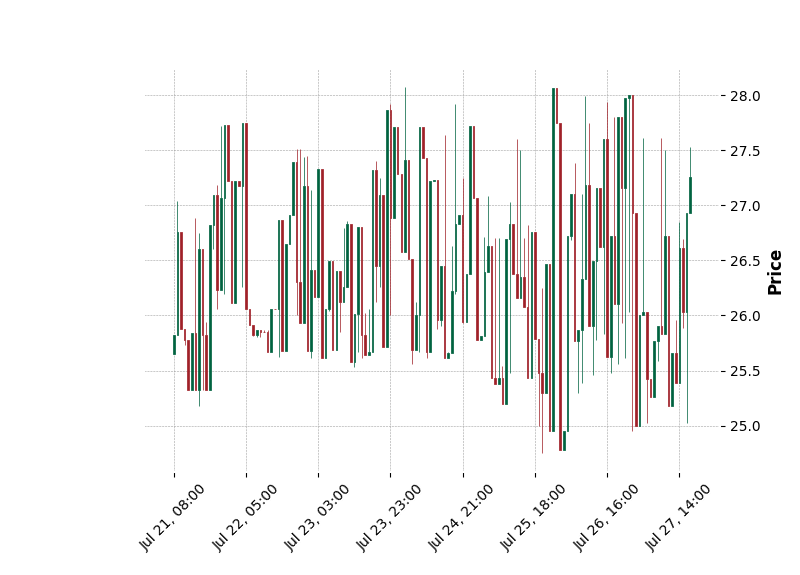 28.0
27.5
27.0
26.5
26.0
25.5
25.0
Price
Jul 21, 08:00
Jul 22, 05:00
Jul 23, 03:00
Jul 23, 23:00
Jul 24, 21:00
Jul 25, 18:00
Jul 26, 16:00
Jul 27, 14:00